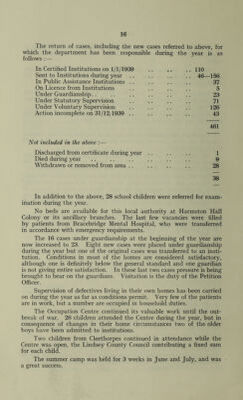 16
The return of cases, including the new cases referred to above, for
which the department has been responsible during the year is as
follows :—
In Certified Institutions on 1/1/1939 .. .. .. 110
Sent to Institutions during year .. .. .. 46—156
In Public Assistance Institutions .. .. .. 37
On Licence from Institutions .. .. .. 5
Under Guardianship .. .. .. 23
Under Statutory Supervision .. .. .. 71
Under Voluntary Supervision .. .. .. 126
Action incomplete on 31/12/1939 .. .. .. 43
461
Not included in the above :—
Discharged from certificate during year .. .. .. 1
Died during year .. .. .. 9
Withdrawn or removed from area .. .. .. 28
38
In addition to the above, 28 school children were referred for exam-
ination during the year.
No beds are available for this local authority at Harmston Hall
Colony or its ancillary branches. The last few vacancies were filled
by patients from Bracebridge Mental Hospital, who were transferred
in accordance with emergency requirements.
The 16 cases under guardianship at the beginning of the year are
now increased to 23. Eight new cases were placed under guardianship
during the year but one of the original cases was transferred to an insti-
tution. Conditions in most of the homes are considered satisfactory,
although one is definitely below the general standard and one guardian
is not giving entire satisfaction. In these last two cases pressure is being
brought to bear on the guardians. Visitation is the duty of the Petition
Officer.
Supervision of defectives living in their own homes has been carried
on during the year as far as conditions permit. Very few of the patients
are in work, but a number are occupied in household duties.
The Occupation Centre continued its valuable work until the out-
break of war. 26 children attended the Centre during the year, but in
consequence of changes in their home circumstances two of the older
boys have been admitted to institutions.
Two children from Cleethorpes continued in attendance while the
Centre was open, the Lindsey County Council contributing a fixed sum
for each child.
The summer camp was held for 3 weeks in June and July, and was
a great success.